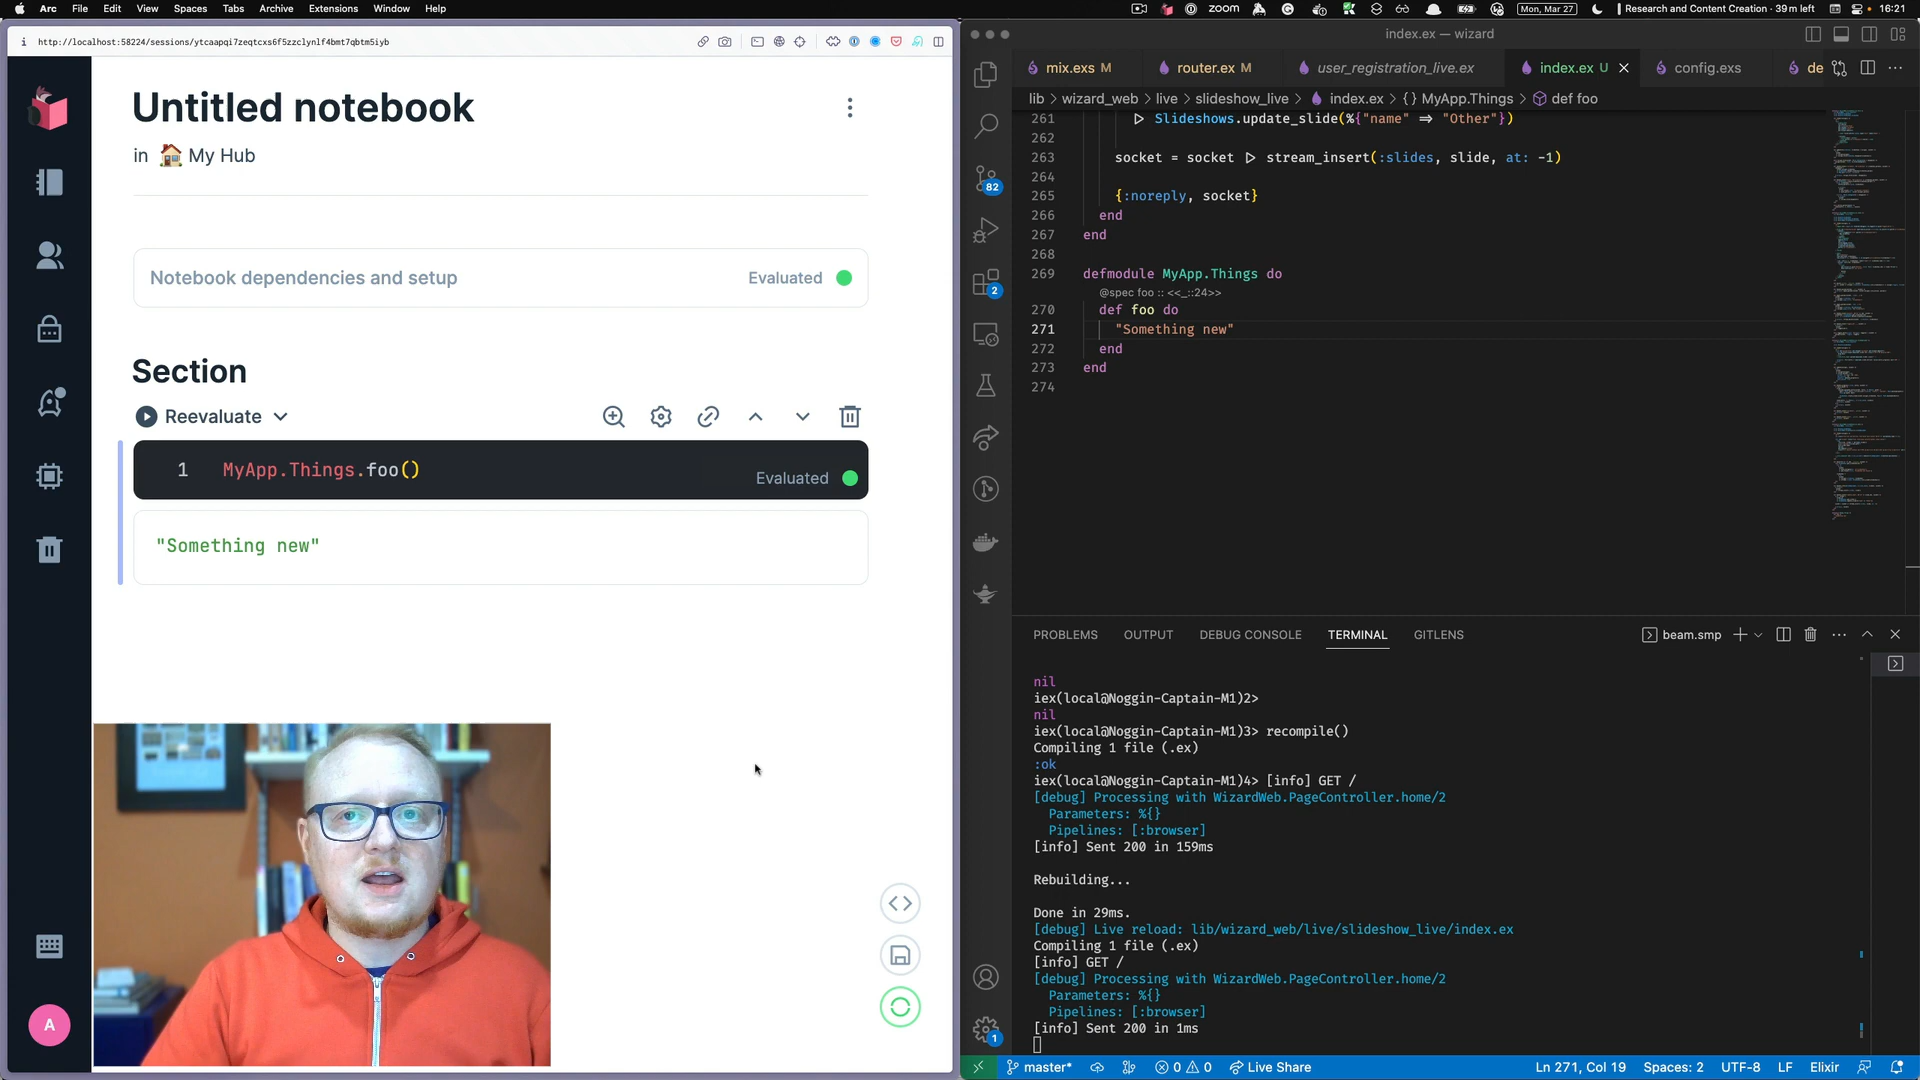 Arc File Edit View Spaces Tabs Archive Extensions Window Help
zoom Mon, Mar 27 Research and Content Creation · 39m left 16:21
http://localhost:58224/sessions/ytcaapqi7zeqtcxs6f5zzclynlf4bmt7qbtm5iyb
Untitled notebook
in My Hub
Notebook dependencies and setup Evaluated
Section
Reevaluate
1 MyApp.Things.foo()
Evaluated
"Something new"
A
index.ex — wizard
mix.exs M router.ex M user_registration_live.ex index.ex U config.exs de
lib > wizard_web > live > slideshow_live > index.ex > {} MyApp.Things > def foo
261 |> Slideshows.update_slide(%{"name" => "Other"})
262
263 socket = socket |> stream_insert(:slides, slide, at: -1)
264
265 {:noreply, socket}
266 end
267 end
268
269 defmodule MyApp.Things do
@spec foo :: <<_::24>>
270 def foo do
271 "Something new"
272 end
273 end
274
82
2
1
PROBLEMS OUTPUT DEBUG CONSOLE TERMINAL GITLENS beam.smp
nil
iex(local@Noggin-Captain-M1)2>
nil
iex(local@Noggin-Captain-M1)3> recompile()
Compiling 1 file (.ex)
:ok
iex(local@Noggin-Captain-M1)4> [info] GET /
[debug] Processing with WizardWeb.PageController.home/2
Parameters: %{}
Pipelines: [:browser]
[info] Sent 200 in 159ms
Rebuilding...
Done in 29ms.
[debug] Live reload: lib/wizard_web/live/slideshow_live/index.ex
Compiling 1 file (.ex)
[info] GET /
[debug] Processing with WizardWeb.PageController.home/2
Parameters: %{}
Pipelines: [:browser]
[info] Sent 200 in 1ms
master* 0 0 Live Share Ln 271, Col 19 Spaces: 2 UTF-8 LF Elixir